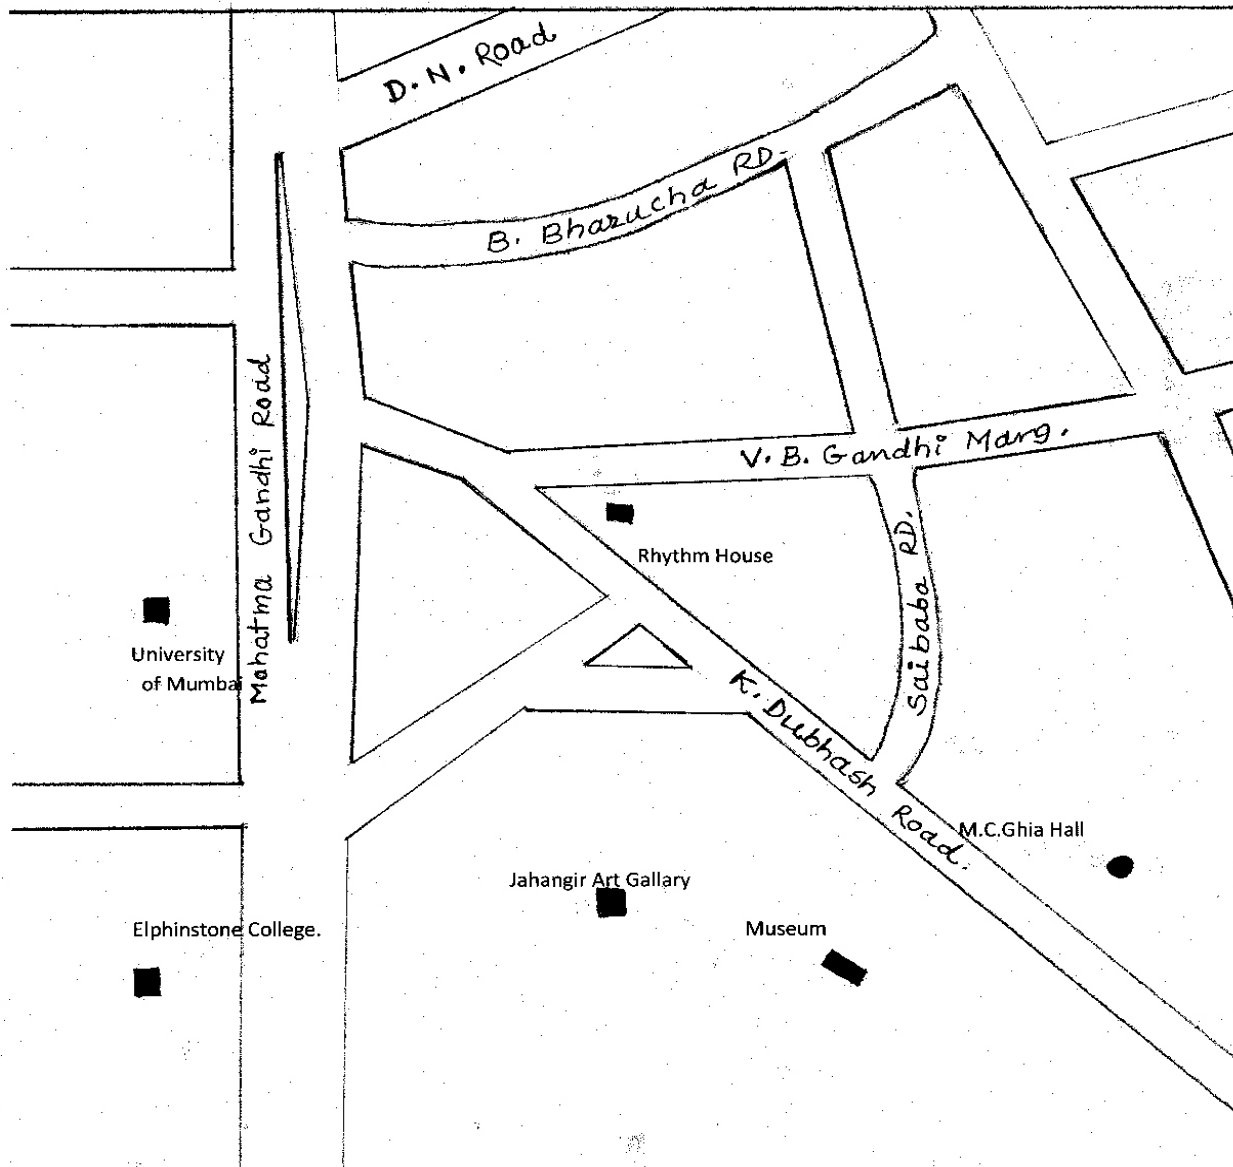 D. N. Road
B. Bharucha RD.
Mahatma Gandhi Road
V. B. Gandhi Marg.
Rhythm House
Saibaba RD.
University
of Mumbai
K. Dubhash Road.
M.C.Ghia Hall
Jahangir Art Gallary
Elphinstone College.
Museum